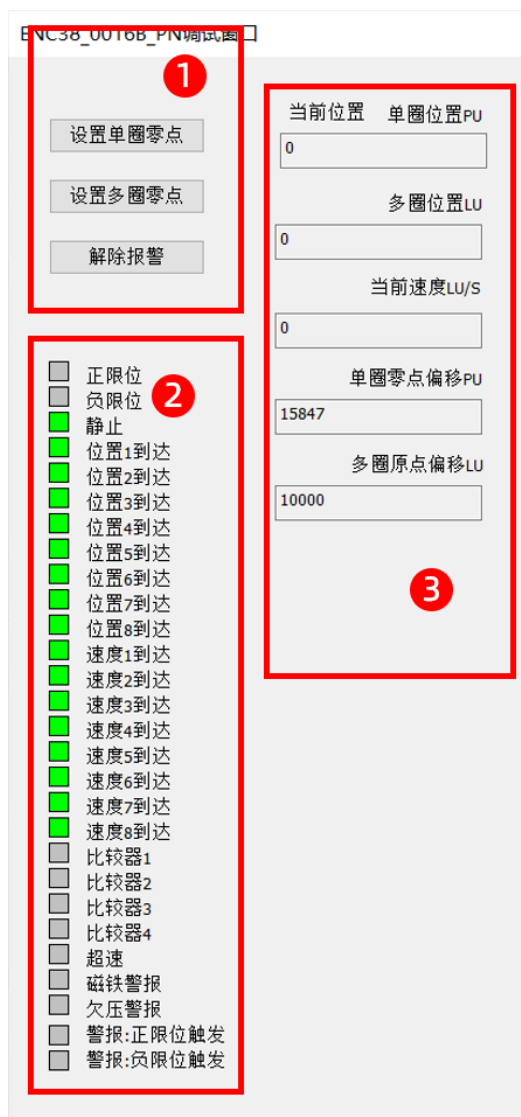 ENC38_0016B_PN调试窗口
1
设置单圈零点
设置多圈零点
解除报警
2
正限位
负限位
静止
位置1到达
位置2到达
位置3到达
位置4到达
位置5到达
位置6到达
位置7到达
位置8到达
速度1到达
速度2到达
速度3到达
速度4到达
速度5到达
速度6到达
速度7到达
速度8到达
比较器1
比较器2
比较器3
比较器4
超速
磁铁警报
欠压警报
警报:正限位触发
警报:负限位触发
当前位置 单圈位置PU
0
多圈位置LU
0
当前速度LU/S
0
单圈零点偏移PU
15847
多圈原点偏移LU
10000
3